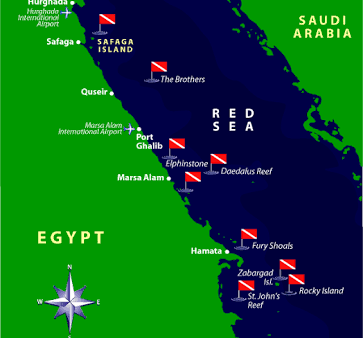 Hurghada
Hurghada
International
Airport
SAUDI
ARABIA
Safaga
SAFAGA
ISLAND
The Brothers
Quseir
RED
SEA
Marsa Alam
International Airport
Port
Ghalib
Elphinstone
Daedalus Reef
Marsa Alam
EGYPT
Hamata
Fury Shoals
Zabargad
Isl.
Rocky Island
St. John's
Reef
N
W
E
S